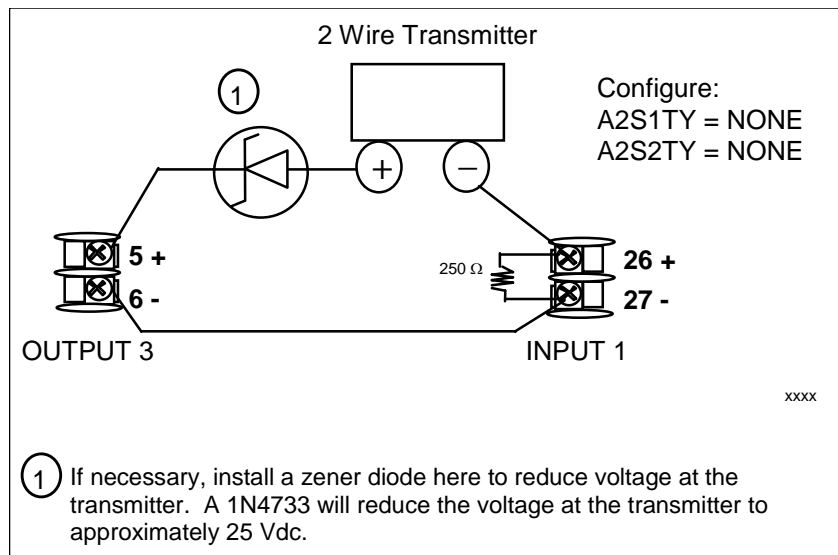 2 Wire Transmitter
1
Configure:
A2S1TY = NONE
A2S2TY = NONE
+ −
5 +
6 -
250 Ω
26 +
27 -
OUTPUT 3
INPUT 1
xxxx
1 If necessary, install a zener diode here to reduce voltage at the
transmitter. A 1N4733 will reduce the voltage at the transmitter to
approximately 25 Vdc.